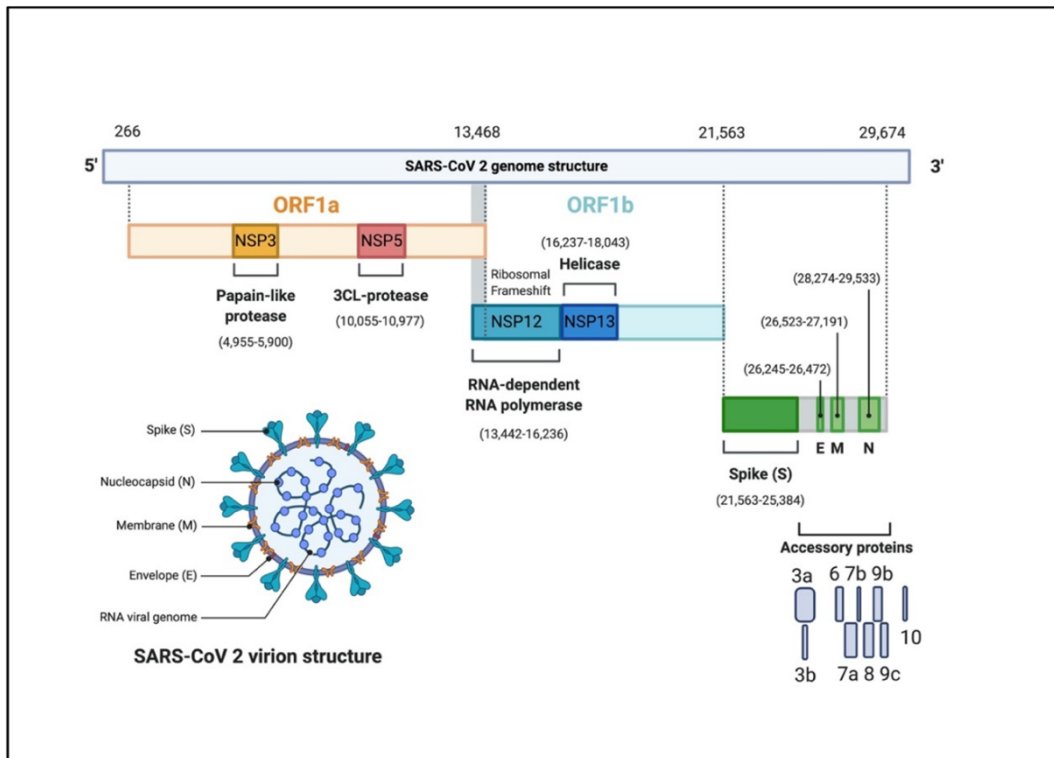 266 13,468 21,563 29,674
5' SARS-CoV 2 genome structure 3'
ORF1a ORF1b
NSP3 NSP5
(16,237-18,043)
Helicase
Ribosomal
Frameshift
Papain-like
protease
(4,955-5,900)
3CL-protease
(10,055-10,977)
NSP12 NSP13
RNA-dependent
RNA polymerase
(13,442-16,236)
(28,274-29,533)
(26,523-27,191)
(26,245-26,472)
E M N
Spike (S)
(21,563-25,384)
Accessory proteins
3a 6 7b 9b
10
3b 7a 8 9c
Spike (S)
Nucleocapsid (N)
Membrane (M)
Envelope (E)
RNA viral genome
SARS-CoV 2 virion structure